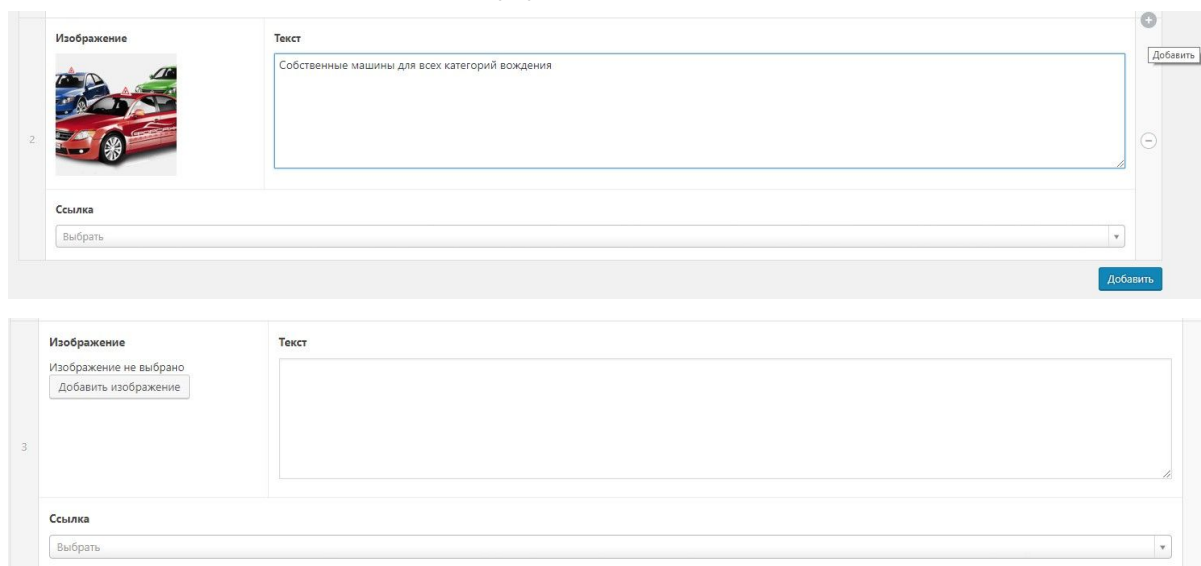 Изображение
Текст
Собственные машины для всех категорий вождения
Добавить
2
Ссылка
Выбрать
Добавить
Изображение
Текст
Изображение не выбрано
Добавить изображение
3
Ссылка
Выбрать